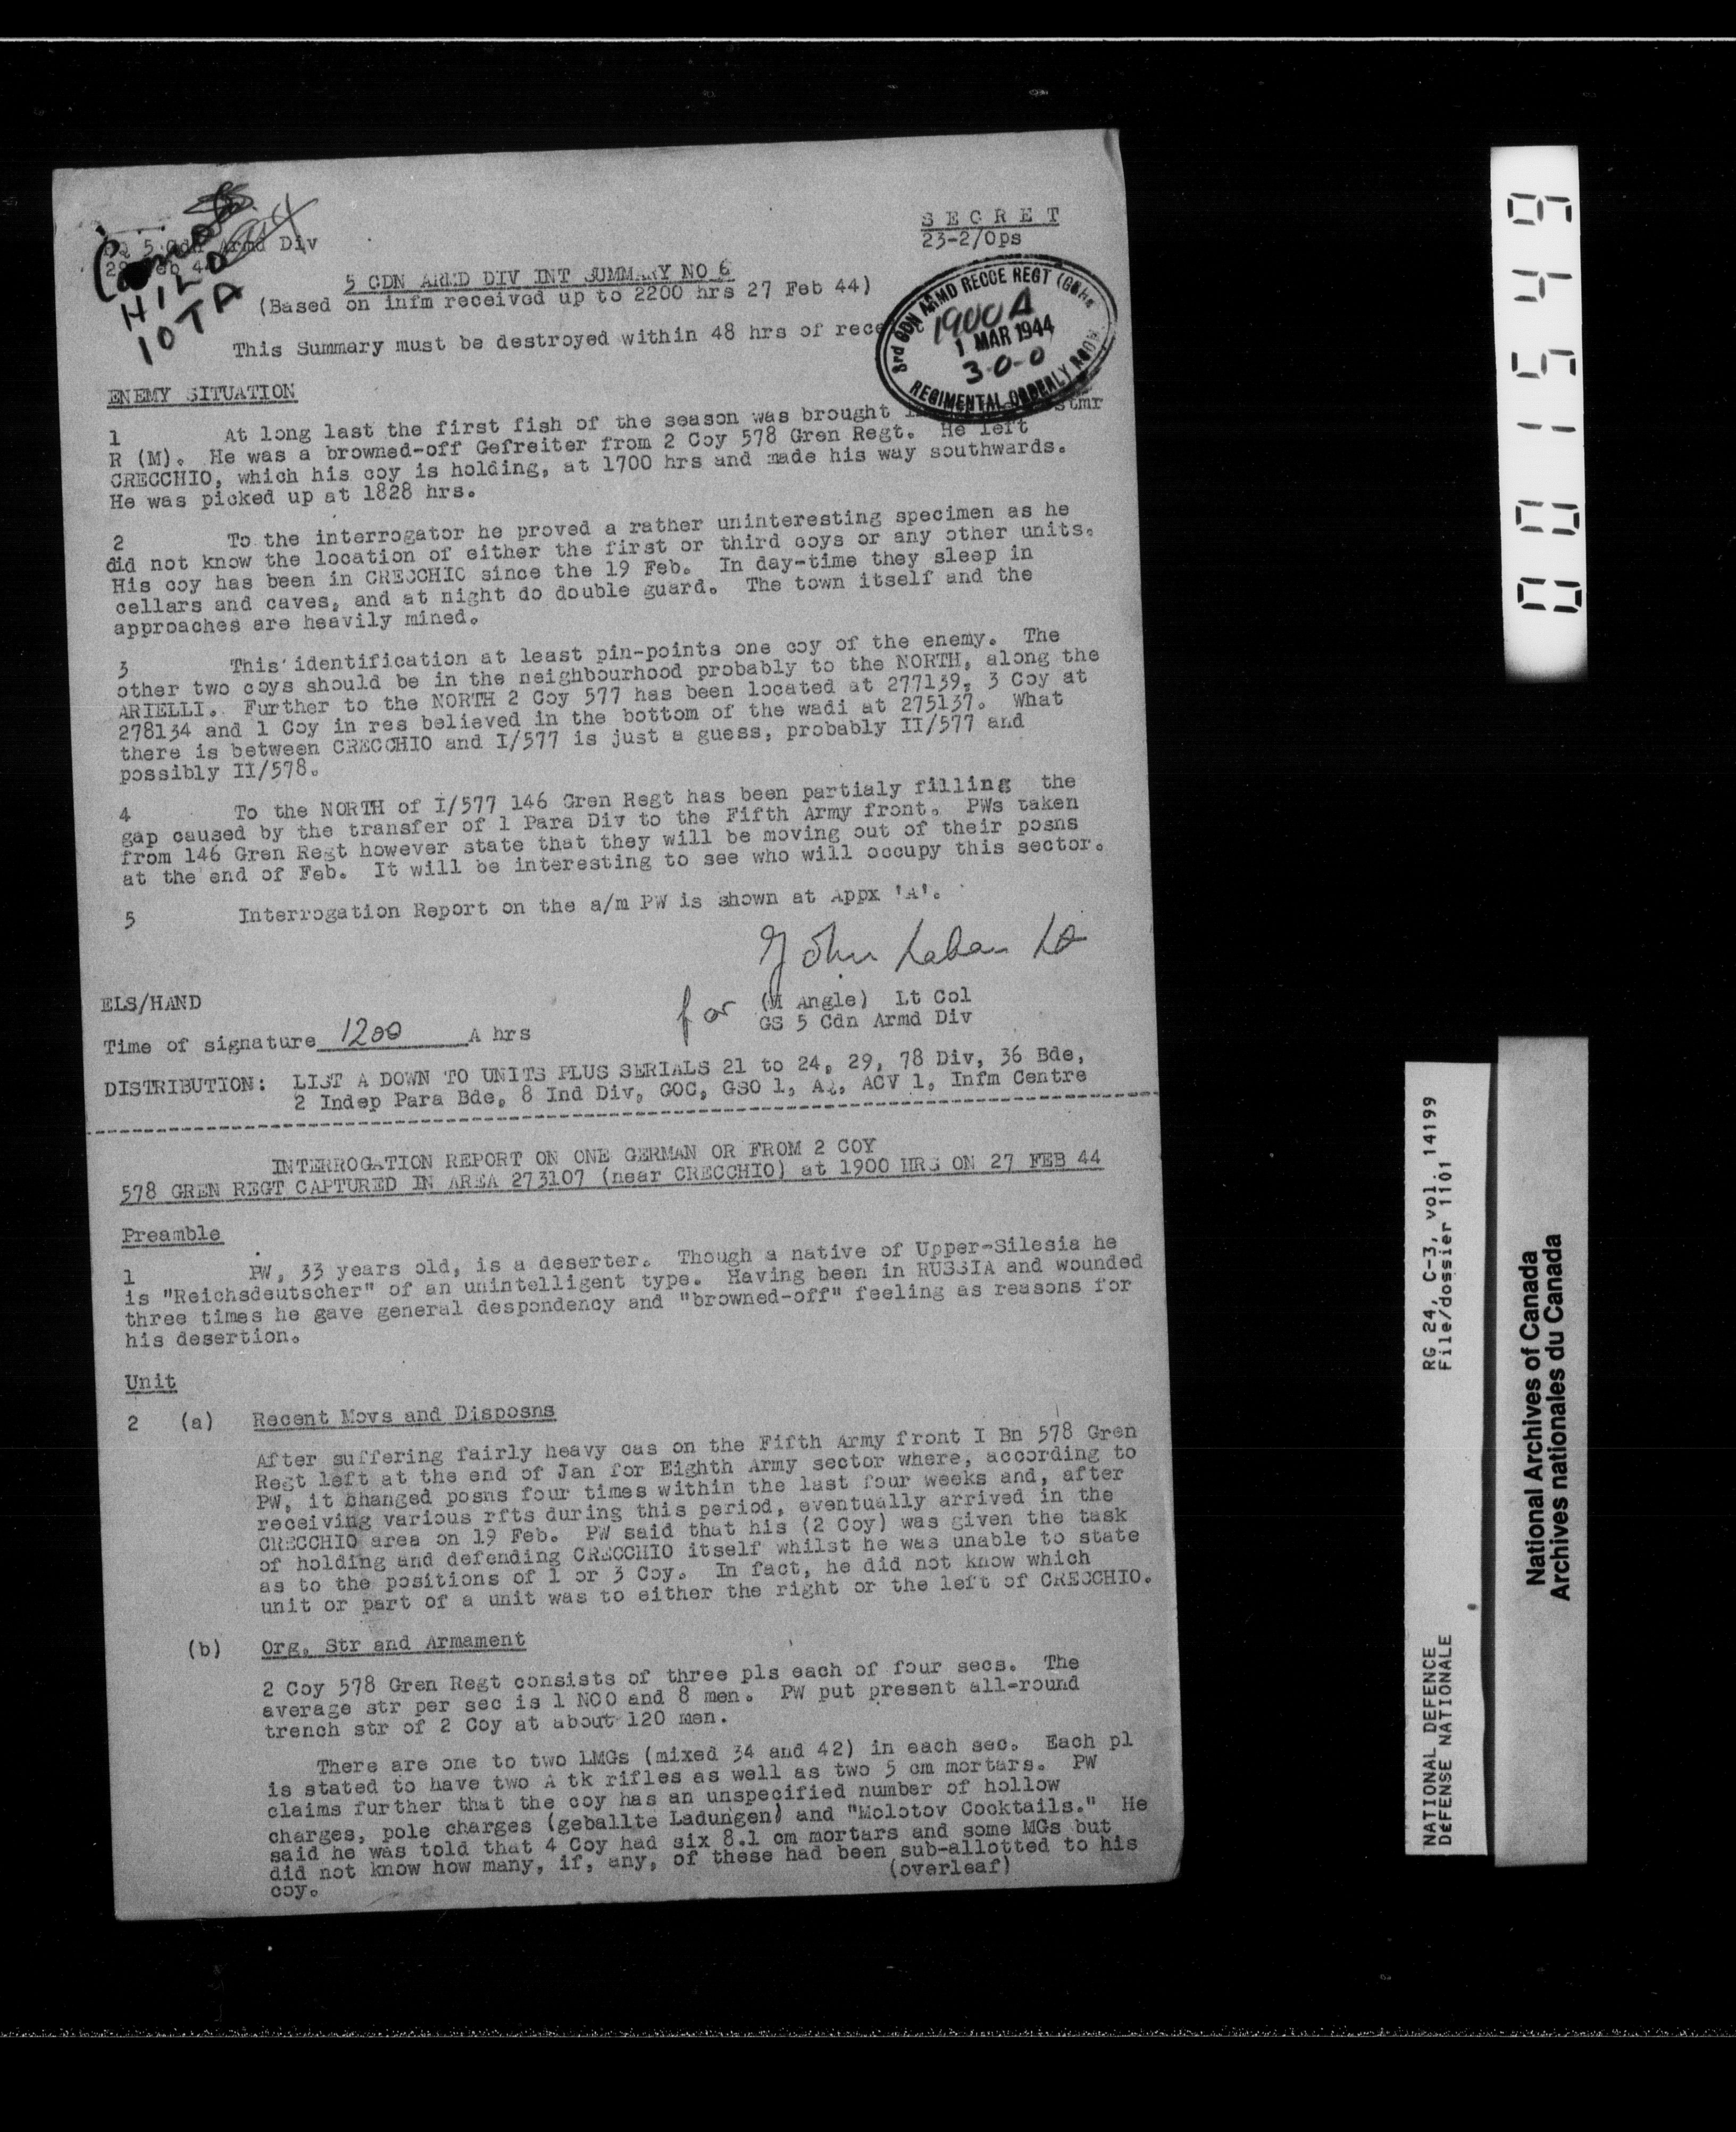 S E C R E T
23-2/Ops
5 Cdn Armd Div
28 Feb 44
HILDA
IOTA
5 CDN ARMD DIV INT SUMMARY NO 6
(Based on infm received up to 2200 hrs 27 Feb 44)
This Summary must be destroyed within 48 hrs of
3rd CDN ARMD RECCE REGT
1900A
1 MAR 1944
3-0-0
REGIMENTAL ORDERLY ROOM
ENEMY SITUATION
1 At long last the first fish of the season was brought
R (M). He was a browned-off Gefreiter from 2 Coy 578 Gren Regt. He left
CRECCHIO, which his coy is holding, at 1700 hrs and made his way southwards.
He was picked up at 1828 hrs.
2 To the interrogator he proved a rather uninteresting specimen as he
did not know the location of either the first or third coys or any other units.
His coy has been in CRECCHIO since the 19 Feb. In day-time they sleep in
cellars and caves, and at night do double guard. The town itself and the
approaches are heavily mined.
3 This identification at least pin-points one coy of the enemy. The
other two coys should be in the neighbourhood probably to the NORTH, along the
ARIELLI. Further to the NORTH 2 Coy 577 has been located at 277139, 3 Coy at
278134 and 1 Coy in res believed in the bottom of the wadi at 275137. What
there is between CRECCHIO and I/577 is just a guess, probably II/577 and
possibly II/578.
4 To the NORTH of I/577 146 Gren Regt has been partialy filling the
gap caused by the transfer of 1 Para Div to the Fifth Army front. PWs taken
from 146 Gren Regt however state that they will be moving out of their posns
at the end of Feb. It will be interesting to see who will occupy this sector.
5 Interrogation Report on the a/m PW is shown at Appx 'A'.
ELS/HAND
for (M Angle) Lt Col
GS 5 Cdn Armd Div
Time of signature 1200 A hrs
DISTRIBUTION: LIST A DOWN TO UNITS PLUS SERIALS 21 to 24, 29, 78 Div, 36 Bde,
2 Indep Para Bde, 8 Ind Div, GOC, GSO 1, AQ, ACV 1, Infm Centre
INTERROGATION REPORT ON ONE GERMAN OR FROM 2 COY
578 GREN REGT CAPTURED IN AREA 273107 (near CRECCHIO) at 1900 HRS ON 27 FEB 44
Preamble
1 PW, 33 years old, is a deserter. Though a native of Upper-Silesia he
is "Reichsdeutscher" of an unintelligent type. Having been in RUSSIA and wounded
three times he gave general despondency and "browned-off" feeling as reasons for
his desertion.
Unit
2 (a) Recent Movs and Disposns
After suffering fairly heavy cas on the Fifth Army front I Bn 578 Gren
Regt left at the end of Jan for Eighth Army sector where, according to
PW, it changed posns four times within the last four weeks and, after
receiving various rfts during this period, eventually arrived in the
CRECCHIO area on 19 Feb. PW said that his (2 Coy) was given the task
of holding and defending CRECCHIO itself whilst he was unable to state
as to the positions of 1 or 3 Coy. In fact, he did not know which
unit or part of a unit was to either the right or the left of CRECCHIO.
(b) Org, Str and Armament
2 Coy 578 Gren Regt consists of three pls each of four secs. The
average str per sec is 1 NCO and 8 men. PW put present all-round
trench str of 2 Coy at about 120 men.
There are one to two LMGs (mixed 34 and 42) in each sec. Each pl
is stated to have two A tk rifles as well as two 5 cm mortars. PW
claims further that the coy has an unspecified number of hollow
charges, pole charges (geballte Ladungen) and "Molotov Cocktails." He
said he was told that 4 Coy had six 8.1 cm mortars and some MGs but
did not know how many, if, any, of these had been sub-allotted to his
coy.
(overleaf)
001549
RG 24, C-3, vol. 14199
File/dossier 1101
NATIONAL DEFENCE
DEFENSE NATIONALE
National Archives of Canada
Archives nationales du Canada